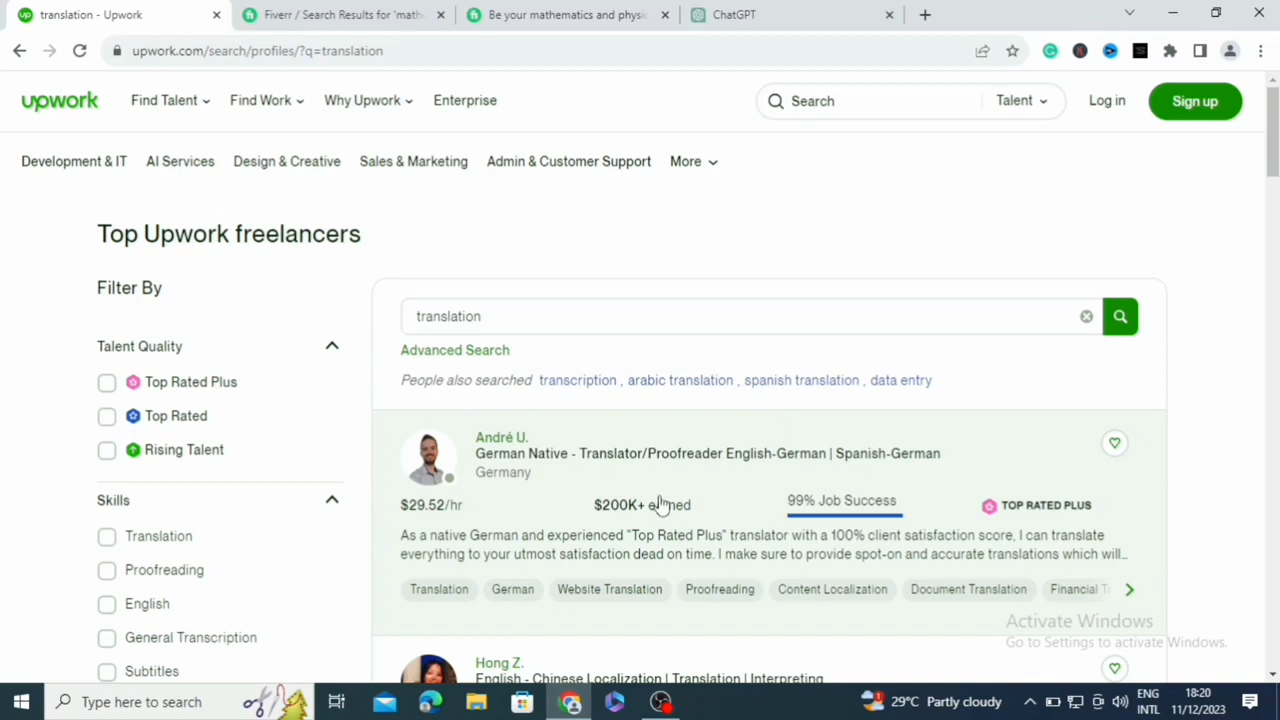 translation - Upwork
Fiverr / Search Results for 'math
Be your mathematics and physi
ChatGPT
upwork.com/search/profiles/?q=translation
upwork
Find Talent
Find Work
Why Upwork
Enterprise
Search
Talent
Log in
Sign up
Development & IT
AI Services
Design & Creative
Sales & Marketing
Admin & Customer Support
More
Top Upwork freelancers
Filter By
Talent Quality
Top Rated Plus
Top Rated
Rising Talent
Skills
Translation
Proofreading
English
General Transcription
Subtitles
translation
Advanced Search
People also searched transcription , arabic translation , spanish translation , data entry
André U.
German Native - Translator/Proofreader English-German | Spanish-German
Germany
$29.52/hr
$200K+ earned
99% Job Success
TOP RATED PLUS
As a native German and experienced "Top Rated Plus" translator with a 100% client satisfaction score, I can translate
everything to your utmost satisfaction dead on time. I make sure to provide spot-on and accurate translations which will...
Translation
German
Website Translation
Proofreading
Content Localization
Document Translation
Financial
Hong Z.
English - Chinese Localization | Translation | Interpreting
Activate Windows
Go to Settings to activate Windows.
Type here to search
29°C Partly cloudy
ENG
INTL
18:20
11/12/2023